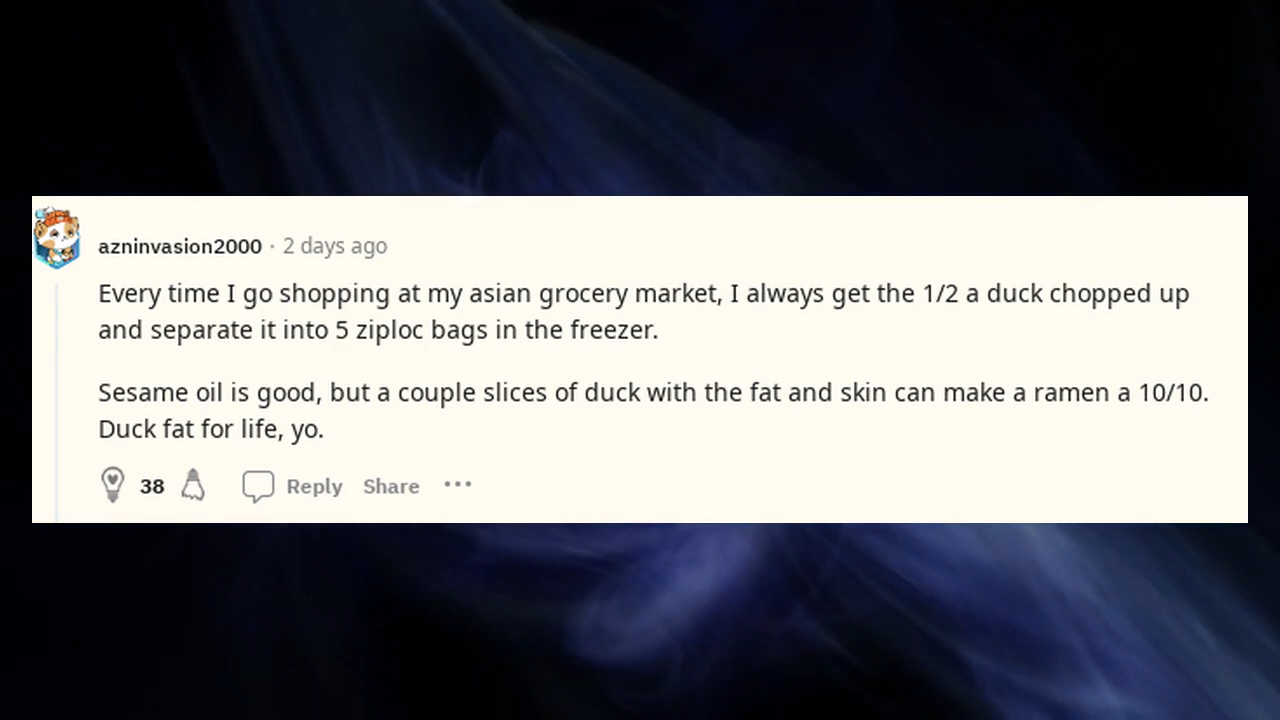 azninvasion2000 · 2 days ago
Every time I go shopping at my asian grocery market, I always get the 1/2 a duck chopped up
and separate it into 5 ziploc bags in the freezer.
Sesame oil is good, but a couple slices of duck with the fat and skin can make a ramen a 10/10.
Duck fat for life, yo.
38 Reply Share ···